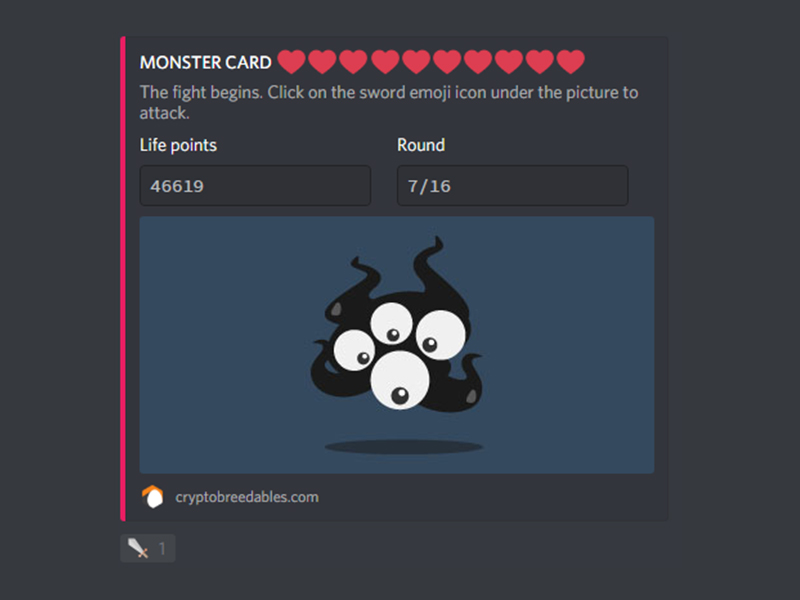 MONSTER CARD ❤❤❤❤❤❤❤❤❤❤
The fight begins. Click on the sword emoji icon under the picture to
attack.
Life points
Round
46619
7/16
cryptobreedables.com
1